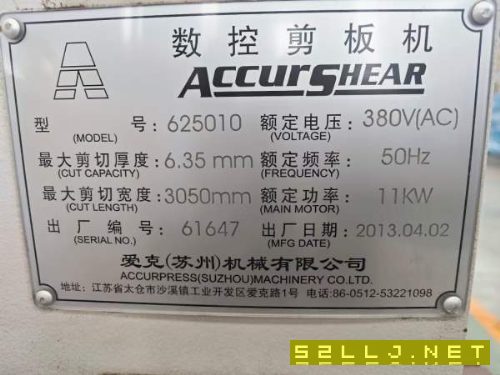 数控剪板机
ACCURSHEAR
型 号: 625010 额定电压: 380V(AC)
(MODEL) (VOLTAGE)
最大剪切厚度: 6.35 mm 额定频率: 50Hz
(CUT CAPACITY) (FREQUENCY)
最大剪切宽度: 3050mm 额定功率: 11KW
(CUT LENGTH) (MAIN MOTOR)
出 厂 编 号: 61647 出厂日期: 2013.04.02
(SERIAL NO.) (MFG DATE)
爱克(苏州)机械有限公司
ACCURPRESS(SUZHOU)MACHINERY CO.LTD.
地址: 江苏省太仓市沙溪镇工业开发区爱克路1号 电话:86-0512-53221098
52LLJ.NET